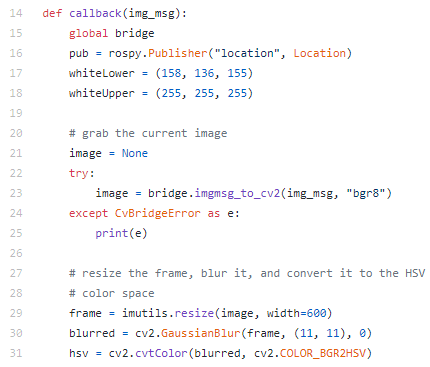 14 def callback(img_msg):
15     global bridge
16     pub = rospy.Publisher("location", Location)
17     whiteLower = (158, 136, 155)
18     whiteUpper = (255, 255, 255)
19
20     # grab the current image
21     image = None
22     try:
23         image = bridge.imgmsg_to_cv2(img_msg, "bgr8")
24     except CvBridgeError as e:
25         print(e)
26
27     # resize the frame, blur it, and convert it to the HSV
28     # color space
29     frame = imutils.resize(image, width=600)
30     blurred = cv2.GaussianBlur(frame, (11, 11), 0)
31     hsv = cv2.cvtColor(blurred, cv2.COLOR_BGR2HSV)